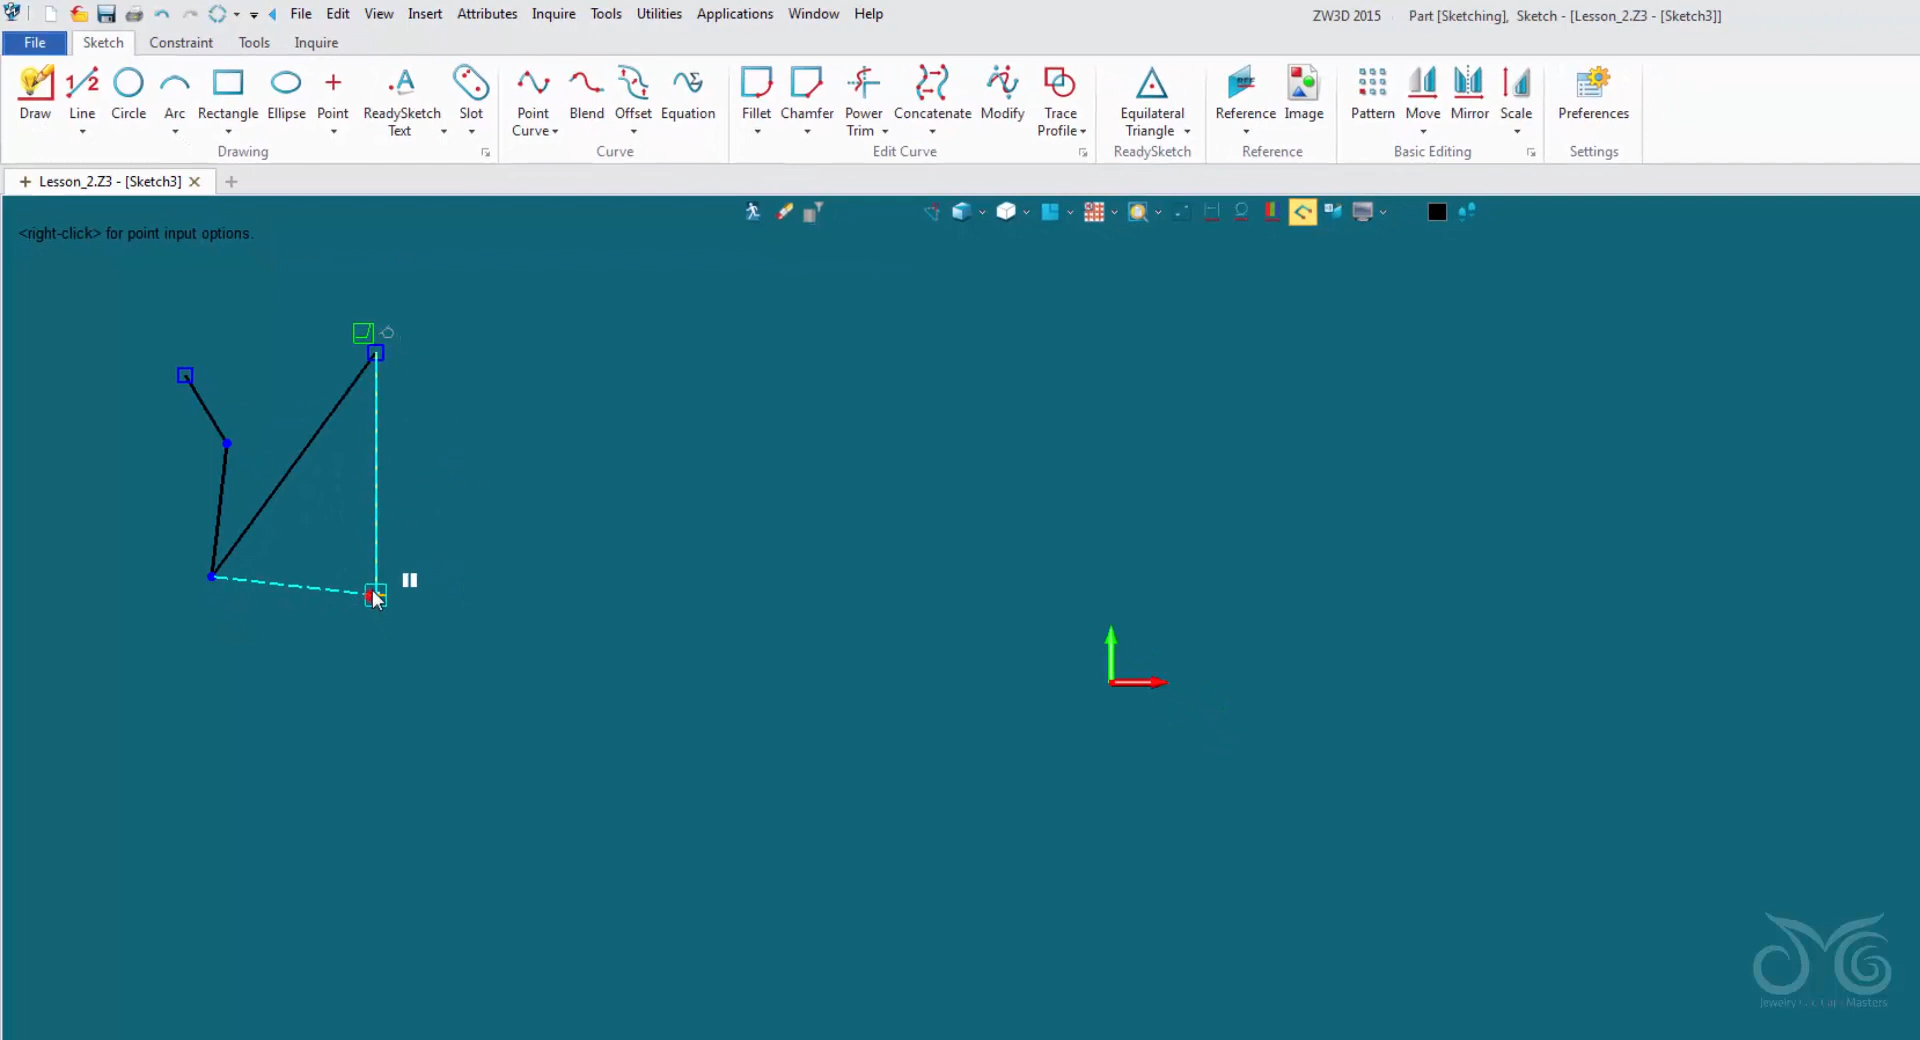 File Edit View Insert Attributes Inquire Tools Utilities Applications Window Help
ZW3D 2015 Part [Sketching], Sketch - [Lesson_2.Z3 - [Sketch3]]
File Sketch Constraint Tools Inquire
Draw Line Circle Arc Rectangle Ellipse Point ReadySketch Text Slot
Drawing
Point Curve Blend Offset Equation
Curve
Fillet Chamfer Power Trim Concatenate Modify Trace Profile
Edit Curve
Equilateral Triangle
ReadySketch
REF
Reference Image
Reference
Pattern Move Mirror Scale
Basic Editing
Preferences
Settings
Lesson_2.Z3 - [Sketch3]
<right-click> for point input options.
Jewelry Masters